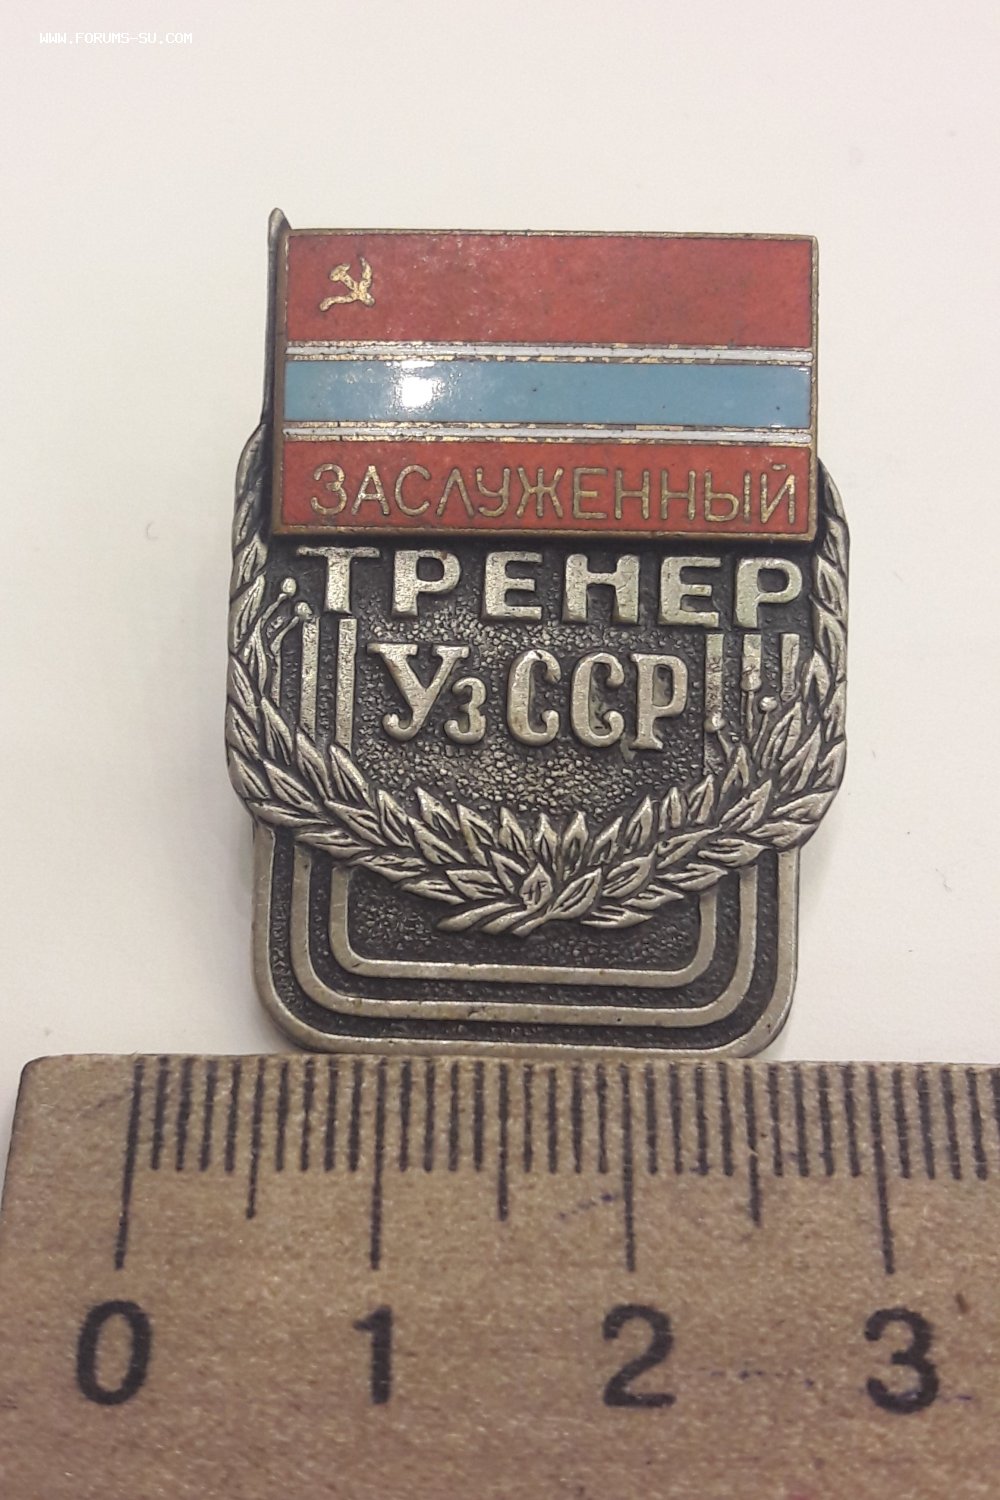 WWW.FORUMS-SU.COM
ЗАСЛУЖЕННЫЙ
ТРЕНЕР
УзССР
0 1 2 3